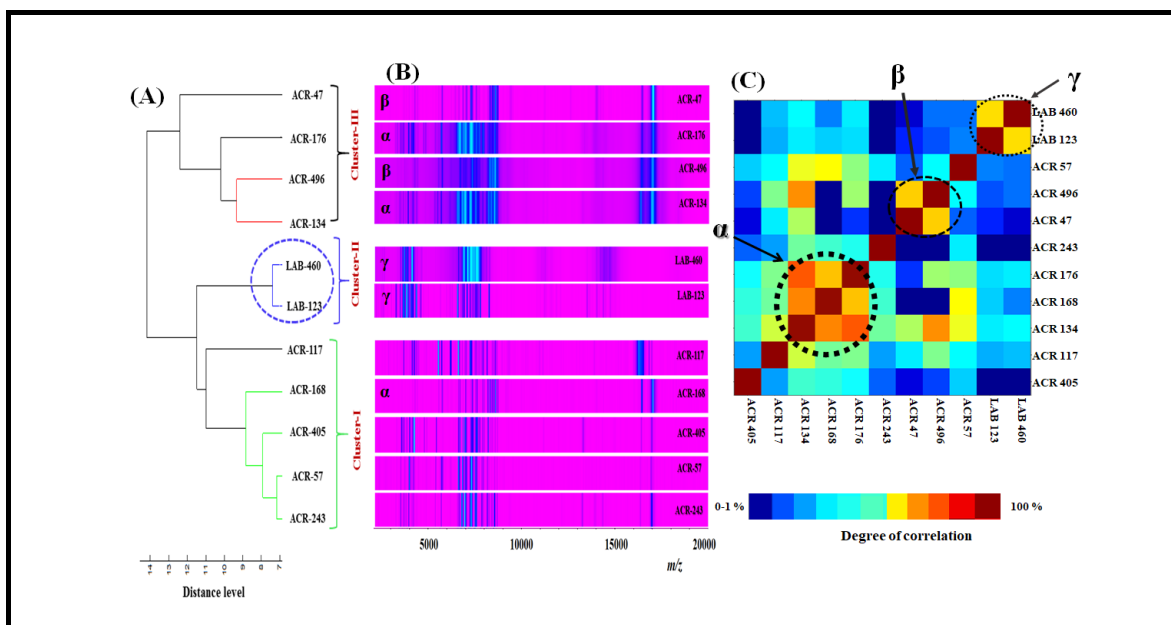 (A)
ACR-47
ACR-176
ACR-496
ACR-134
LAB-460
LAB-123
ACR-117
ACR-168
ACR-405
ACR-57
ACR-243
Cluster-III
Cluster-II
Cluster-I
14 13 12 11 10 9 8 7
Distance level
(B)
β ACR-47
α ACR-176
β ACR-496
α ACR-134
γ LAB-460
γ LAB-123
ACR-117
α ACR-168
ACR-405
ACR-57
ACR-243
5000 10000 15000 20000
m/z
(C)
β
γ
α
LAB 460
LAB 123
ACR 57
ACR 496
ACR 47
ACR 243
ACR 176
ACR 168
ACR 134
ACR 117
ACR 405
ACR 405
ACR 117
ACR 134
ACR 168
ACR 176
ACR 243
ACR 47
ACR 496
ACR 57
LAB 123
LAB 460
0-1 % 100 %
Degree of correlation